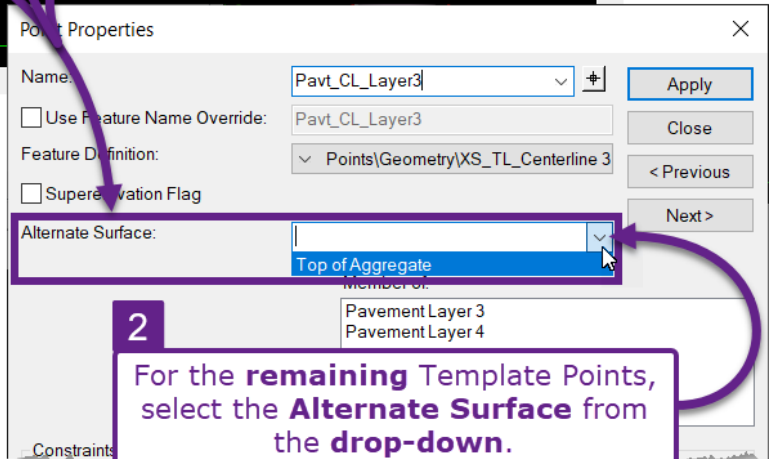 Point Properties
Name: Pavt_CL_Layer3 Apply
Use Feature Name Override: Pavt_CL_Layer3 Close
Feature Definition: Points\Geometry\XS_TL_Centerline 3 < Previous
Superelevation Flag Next >
Alternate Surface:
Top of Aggregate
Member of:
Pavement Layer 3
Pavement Layer 4
2
For the remaining Template Points,
select the Alternate Surface from
the drop-down.
Constraints